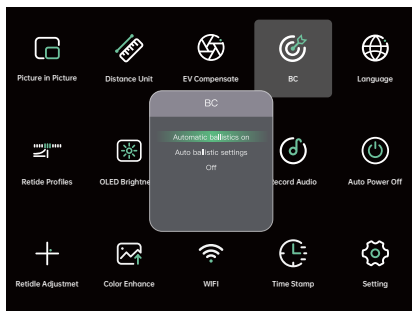 Picture in Picture
Distance Unit
EV Compensate
BC
Language
BC
Automatic ballistics on
Auto ballistic settings
Off
Retide Profiles
OLED Brightne
ecord Audio
Auto Power Off
Retidle Adjustmet
Color Enhance
WIFI
Time Stamp
Setting